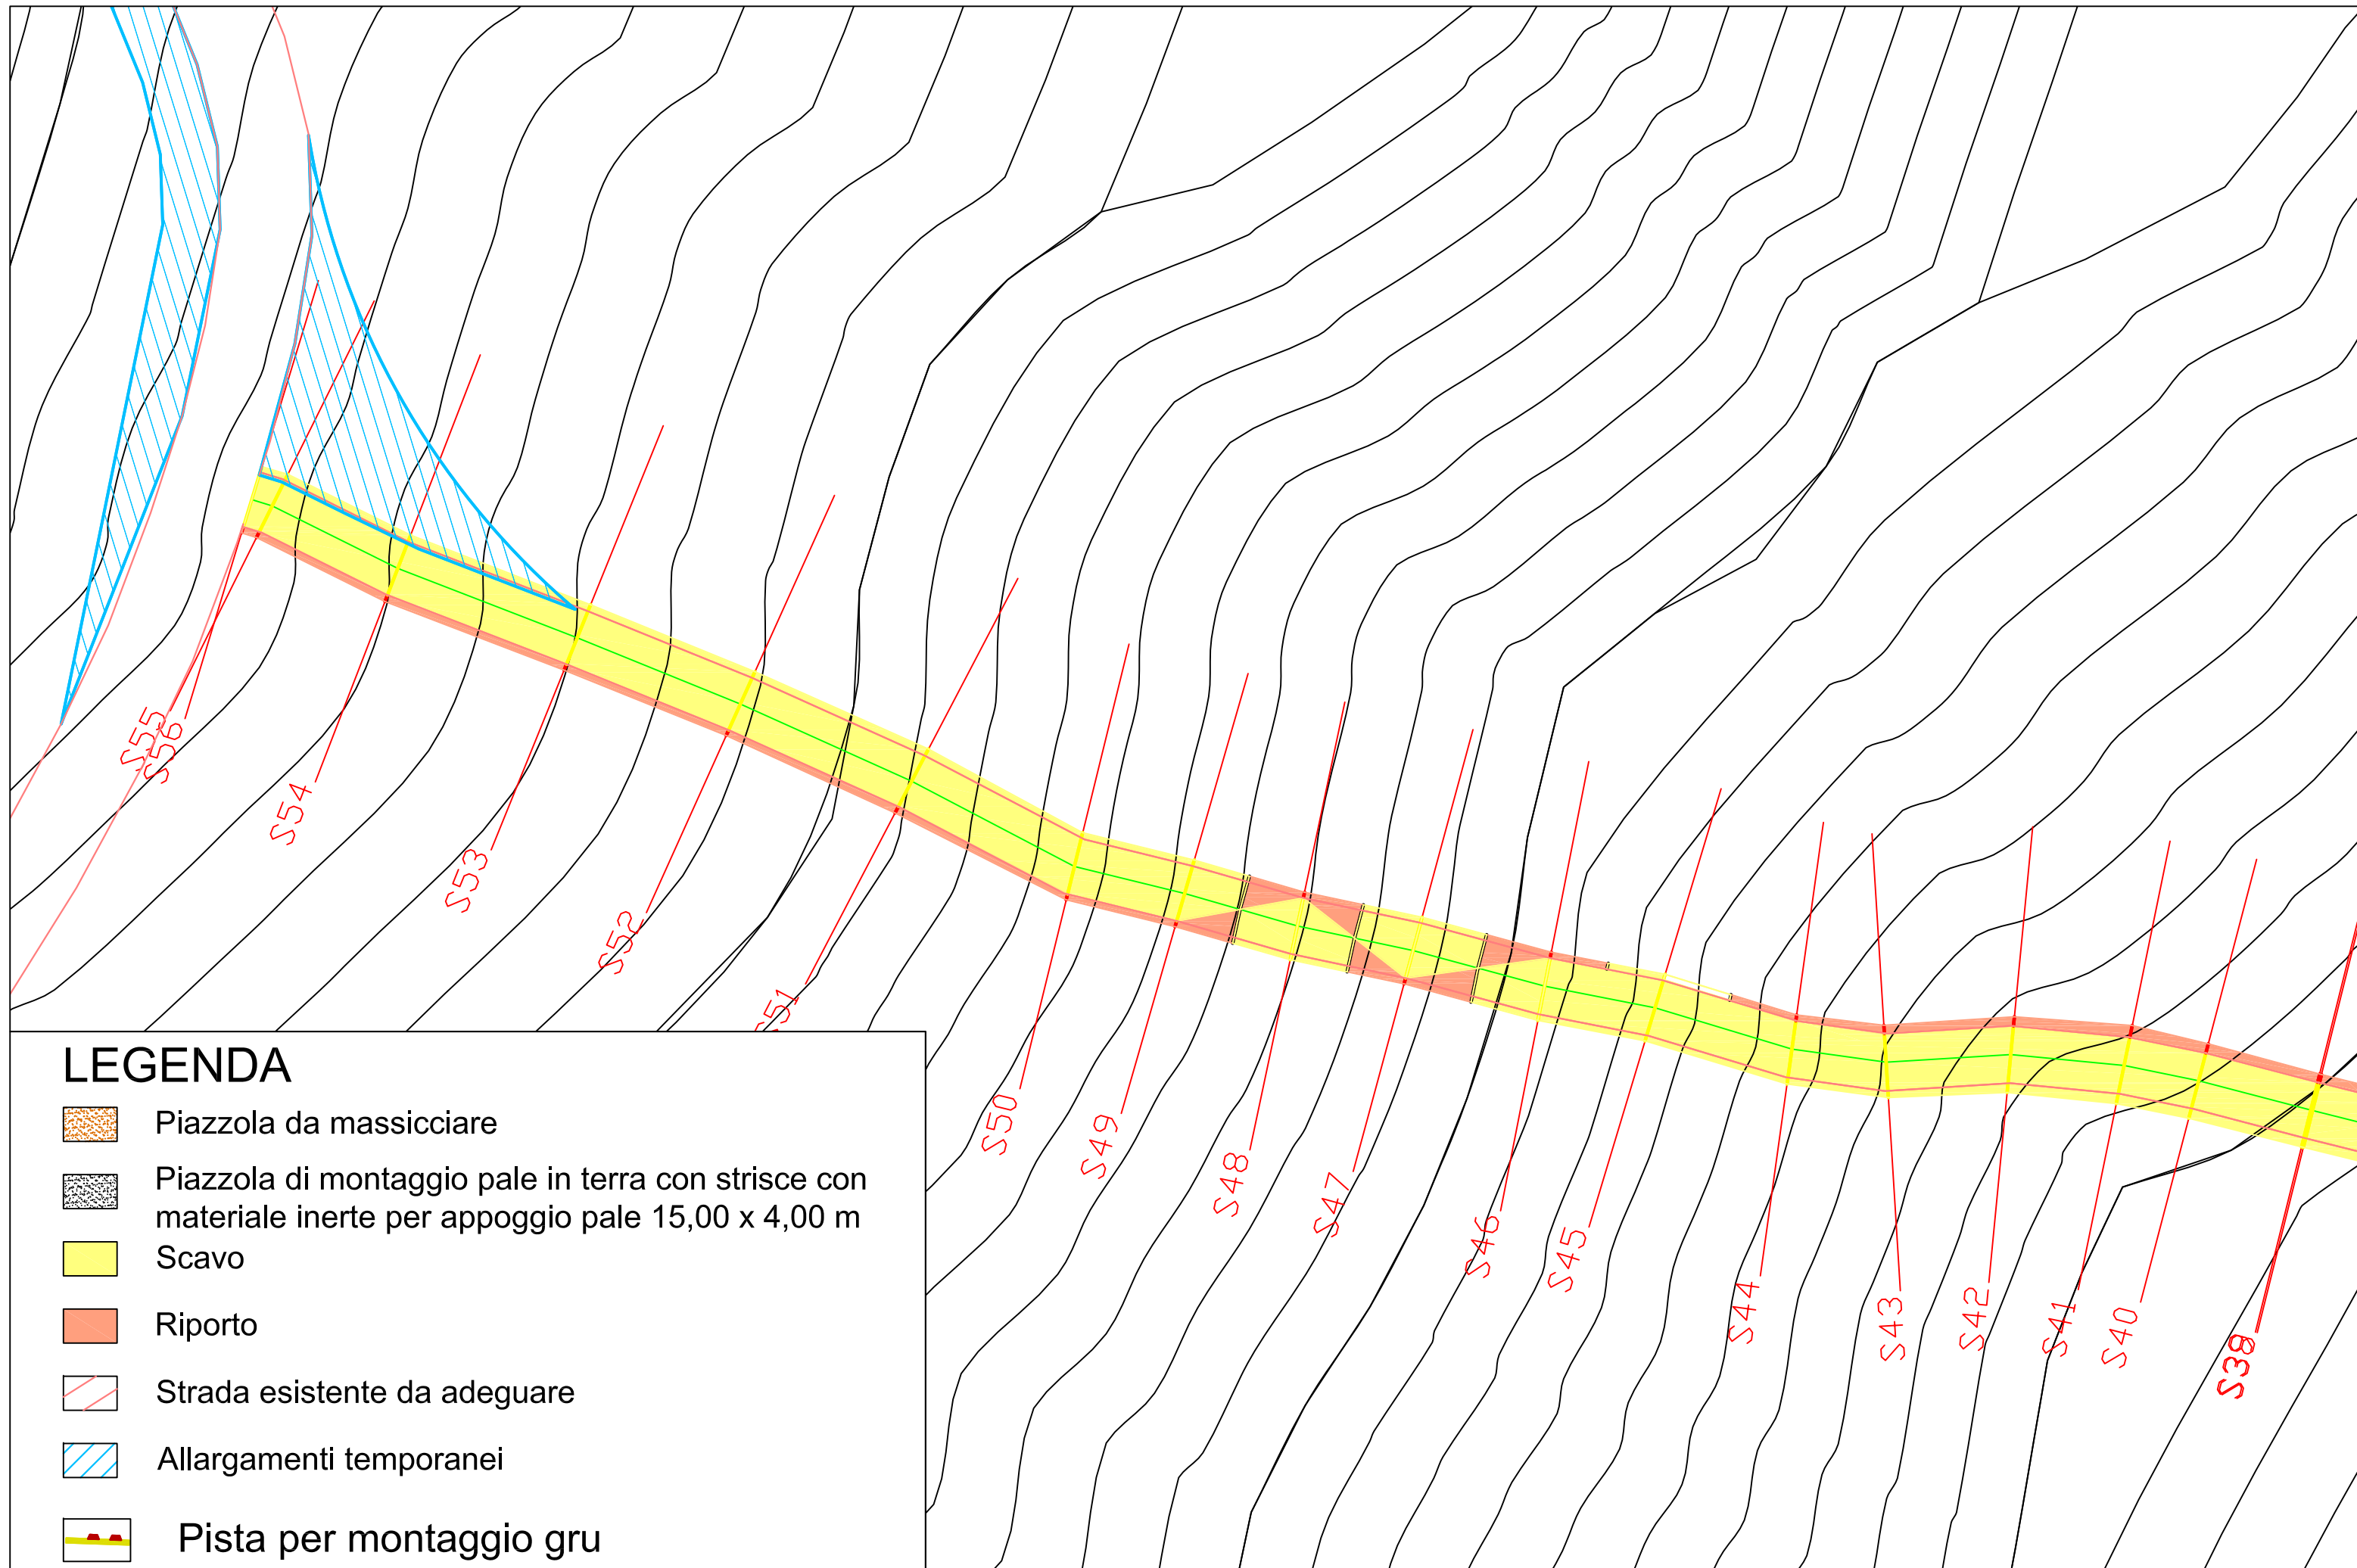 S55
S56
S54
S53
S52
S51
S50
S49
S48
S47
S46
S45
S44
S43
S42
S41
S40
S39
LEGENDA
Piazzola da massicciare
Piazzola di montaggio pale in terra con strisce con
materiale inerte per appoggio pale 15,00 x 4,00 m
Scavo
Riporto
Strada esistente da adeguare
Allargamenti temporanei
Pista per montaggio gru